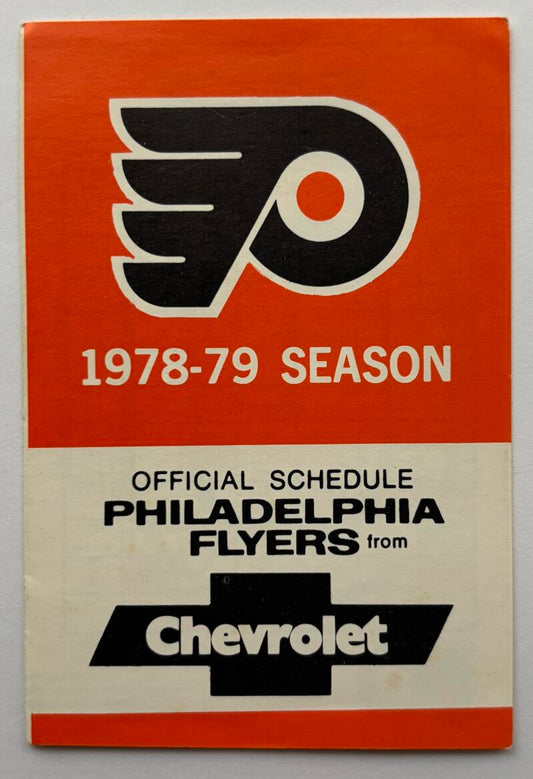 1978-79 SEASON
OFFICIAL SCHEDULE
PHILADELPHIA
FLYERS from
Chevrolet